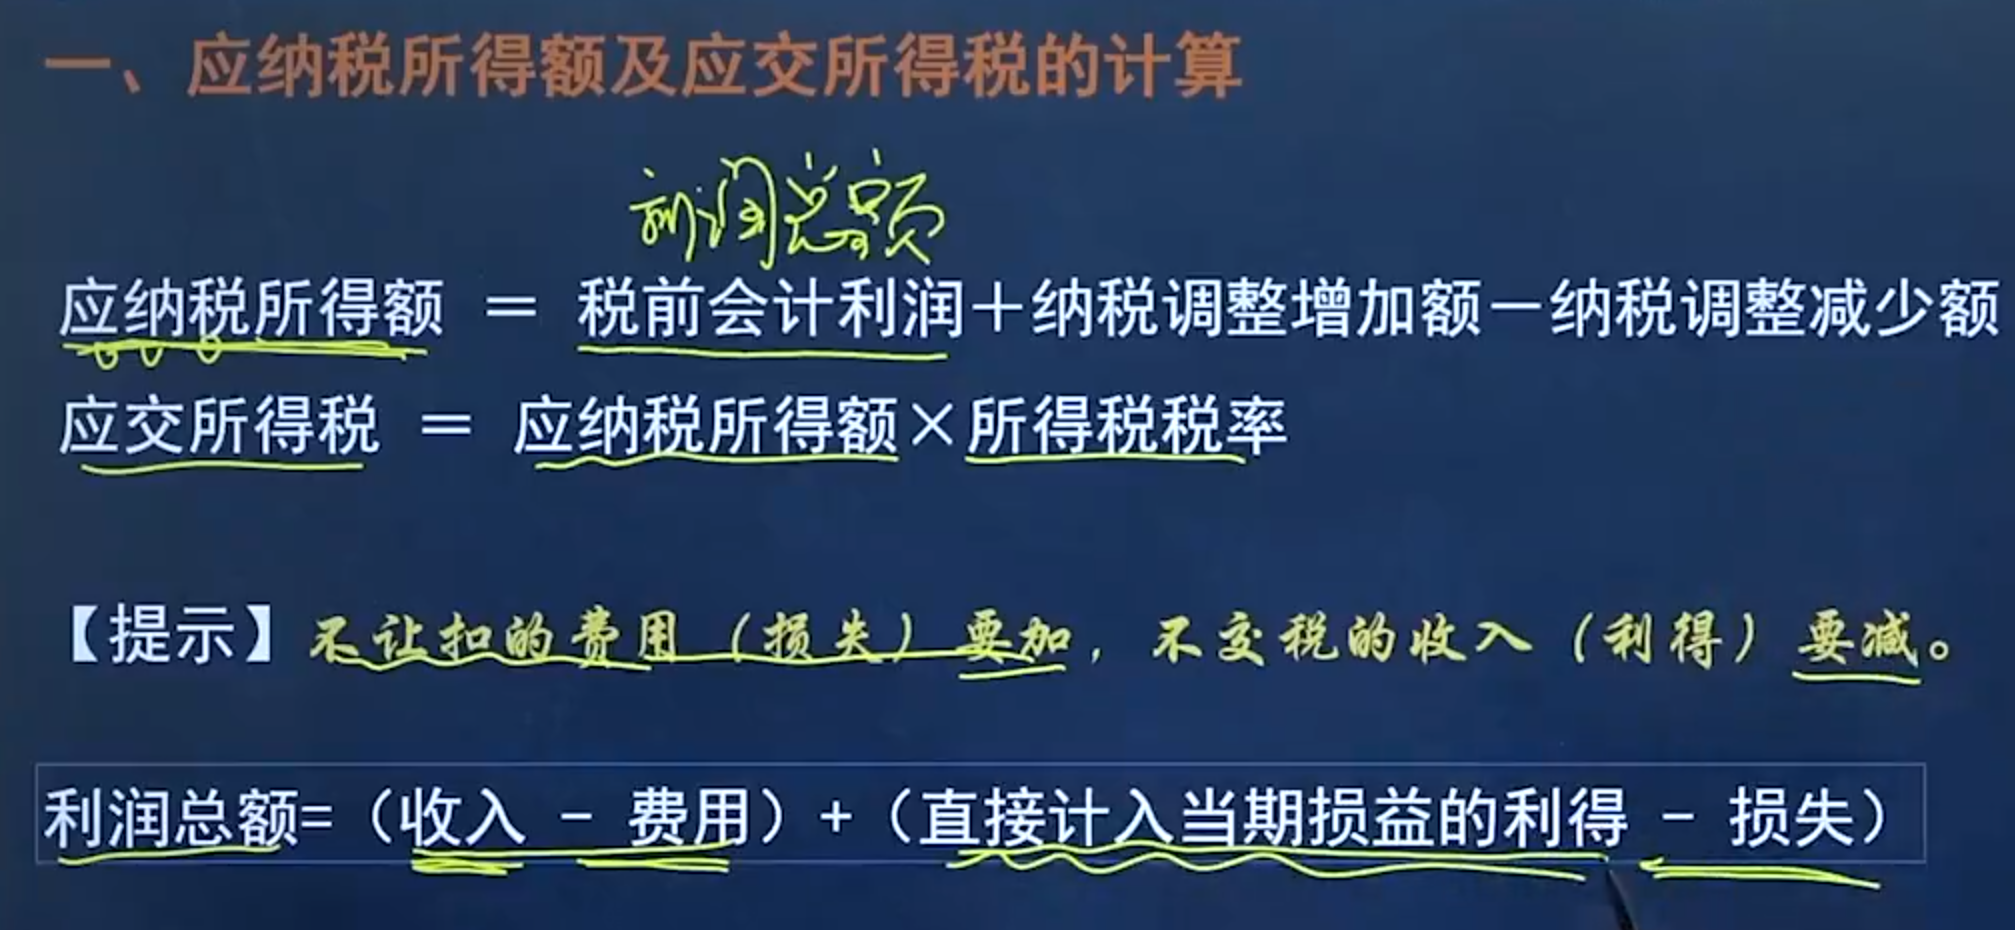 一、应纳税所得额及应交所得税的计算
利润总额
应纳税所得额 = 税前会计利润+纳税调整增加额-纳税调整减少额
应交所得税 = 应纳税所得额×所得税税率
【提示】不让扣的费用（损失）要加，不交税的收入（利得）要减。
利润总额=（收入 - 费用）+（直接计入当期损益的利得 - 损失）